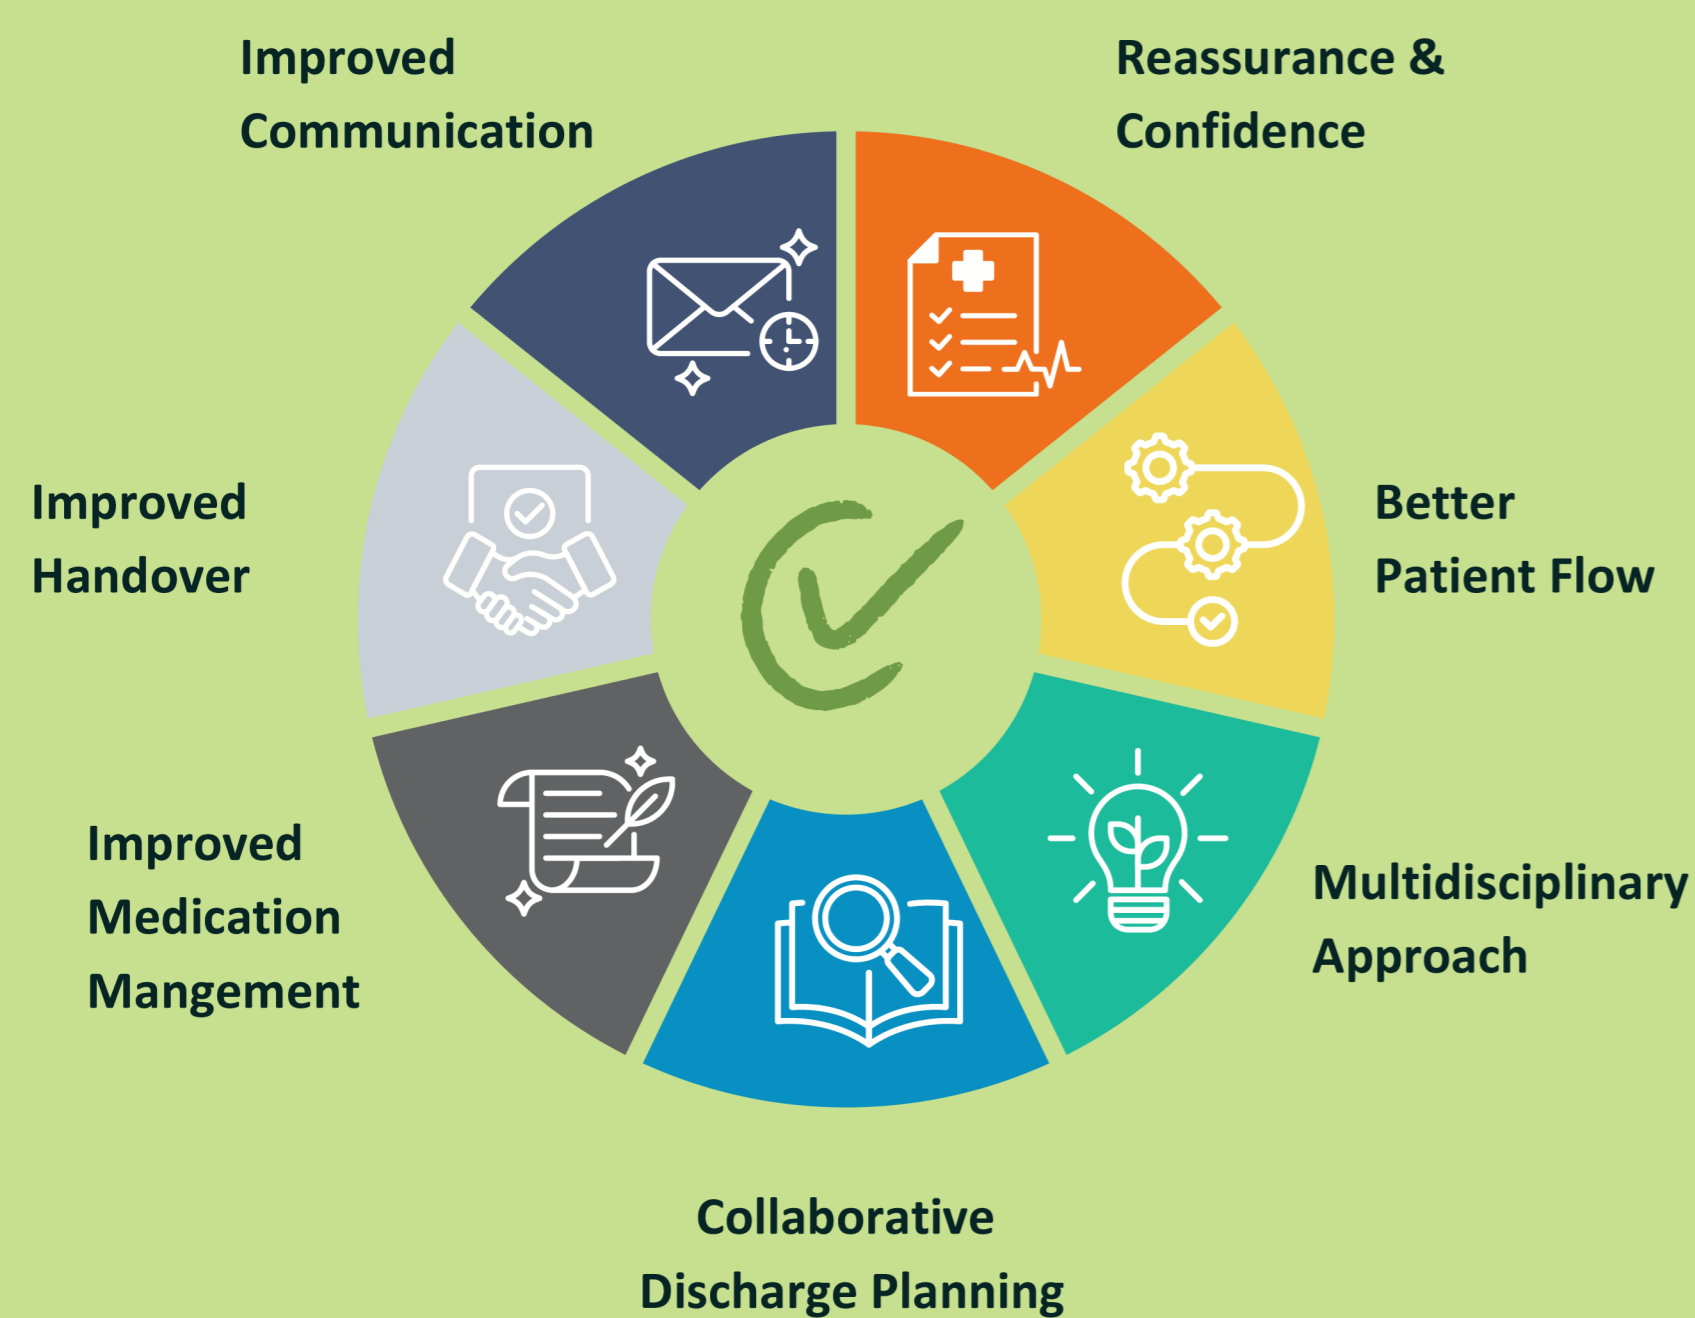 Improved
Communication
Reassurance &
Confidence
Better
Patient Flow
Multidisciplinary
Approach
Collaborative
Discharge Planning
Improved
Medication
Mangement
Improved
Handover